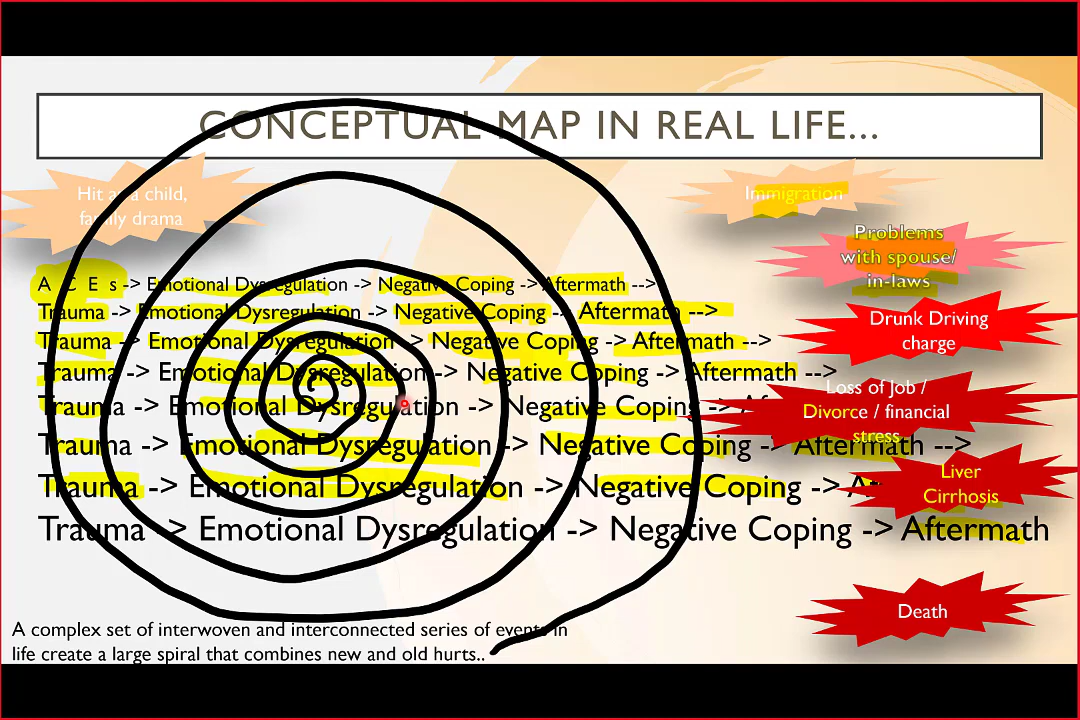 CONCEPTUAL MAP IN REAL LIFE...
Hit as a child,
family drama
Immigration
Problems
with spouse/
in-laws
A C E s -> Emotional Dysregulation -> Negative Coping -> Aftermath -->
Trauma -> Emotional Dysregulation -> Negative Coping -> Aftermath -->
Trauma -> Emotional Dysregulation -> Negative Coping -> Aftermath -->
Trauma -> Emotional Dysregulation -> Negative Coping -> Aftermath -->
Trauma -> Emotional Dysregulation -> Negative Coping ->
Trauma -> Emotional Dysregulation -> Negative Coping -> Aftermath -->
Trauma -> Emotional Dysregulation -> Negative Coping ->
Trauma -> Emotional Dysregulation -> Negative Coping -> Aftermath
Drunk Driving
charge
Loss of Job /
Divorce / financial
stress
Liver
Cirrhosis
Death
A complex set of interwoven and interconnected series of events in
life create a large spiral that combines new and old hurts..